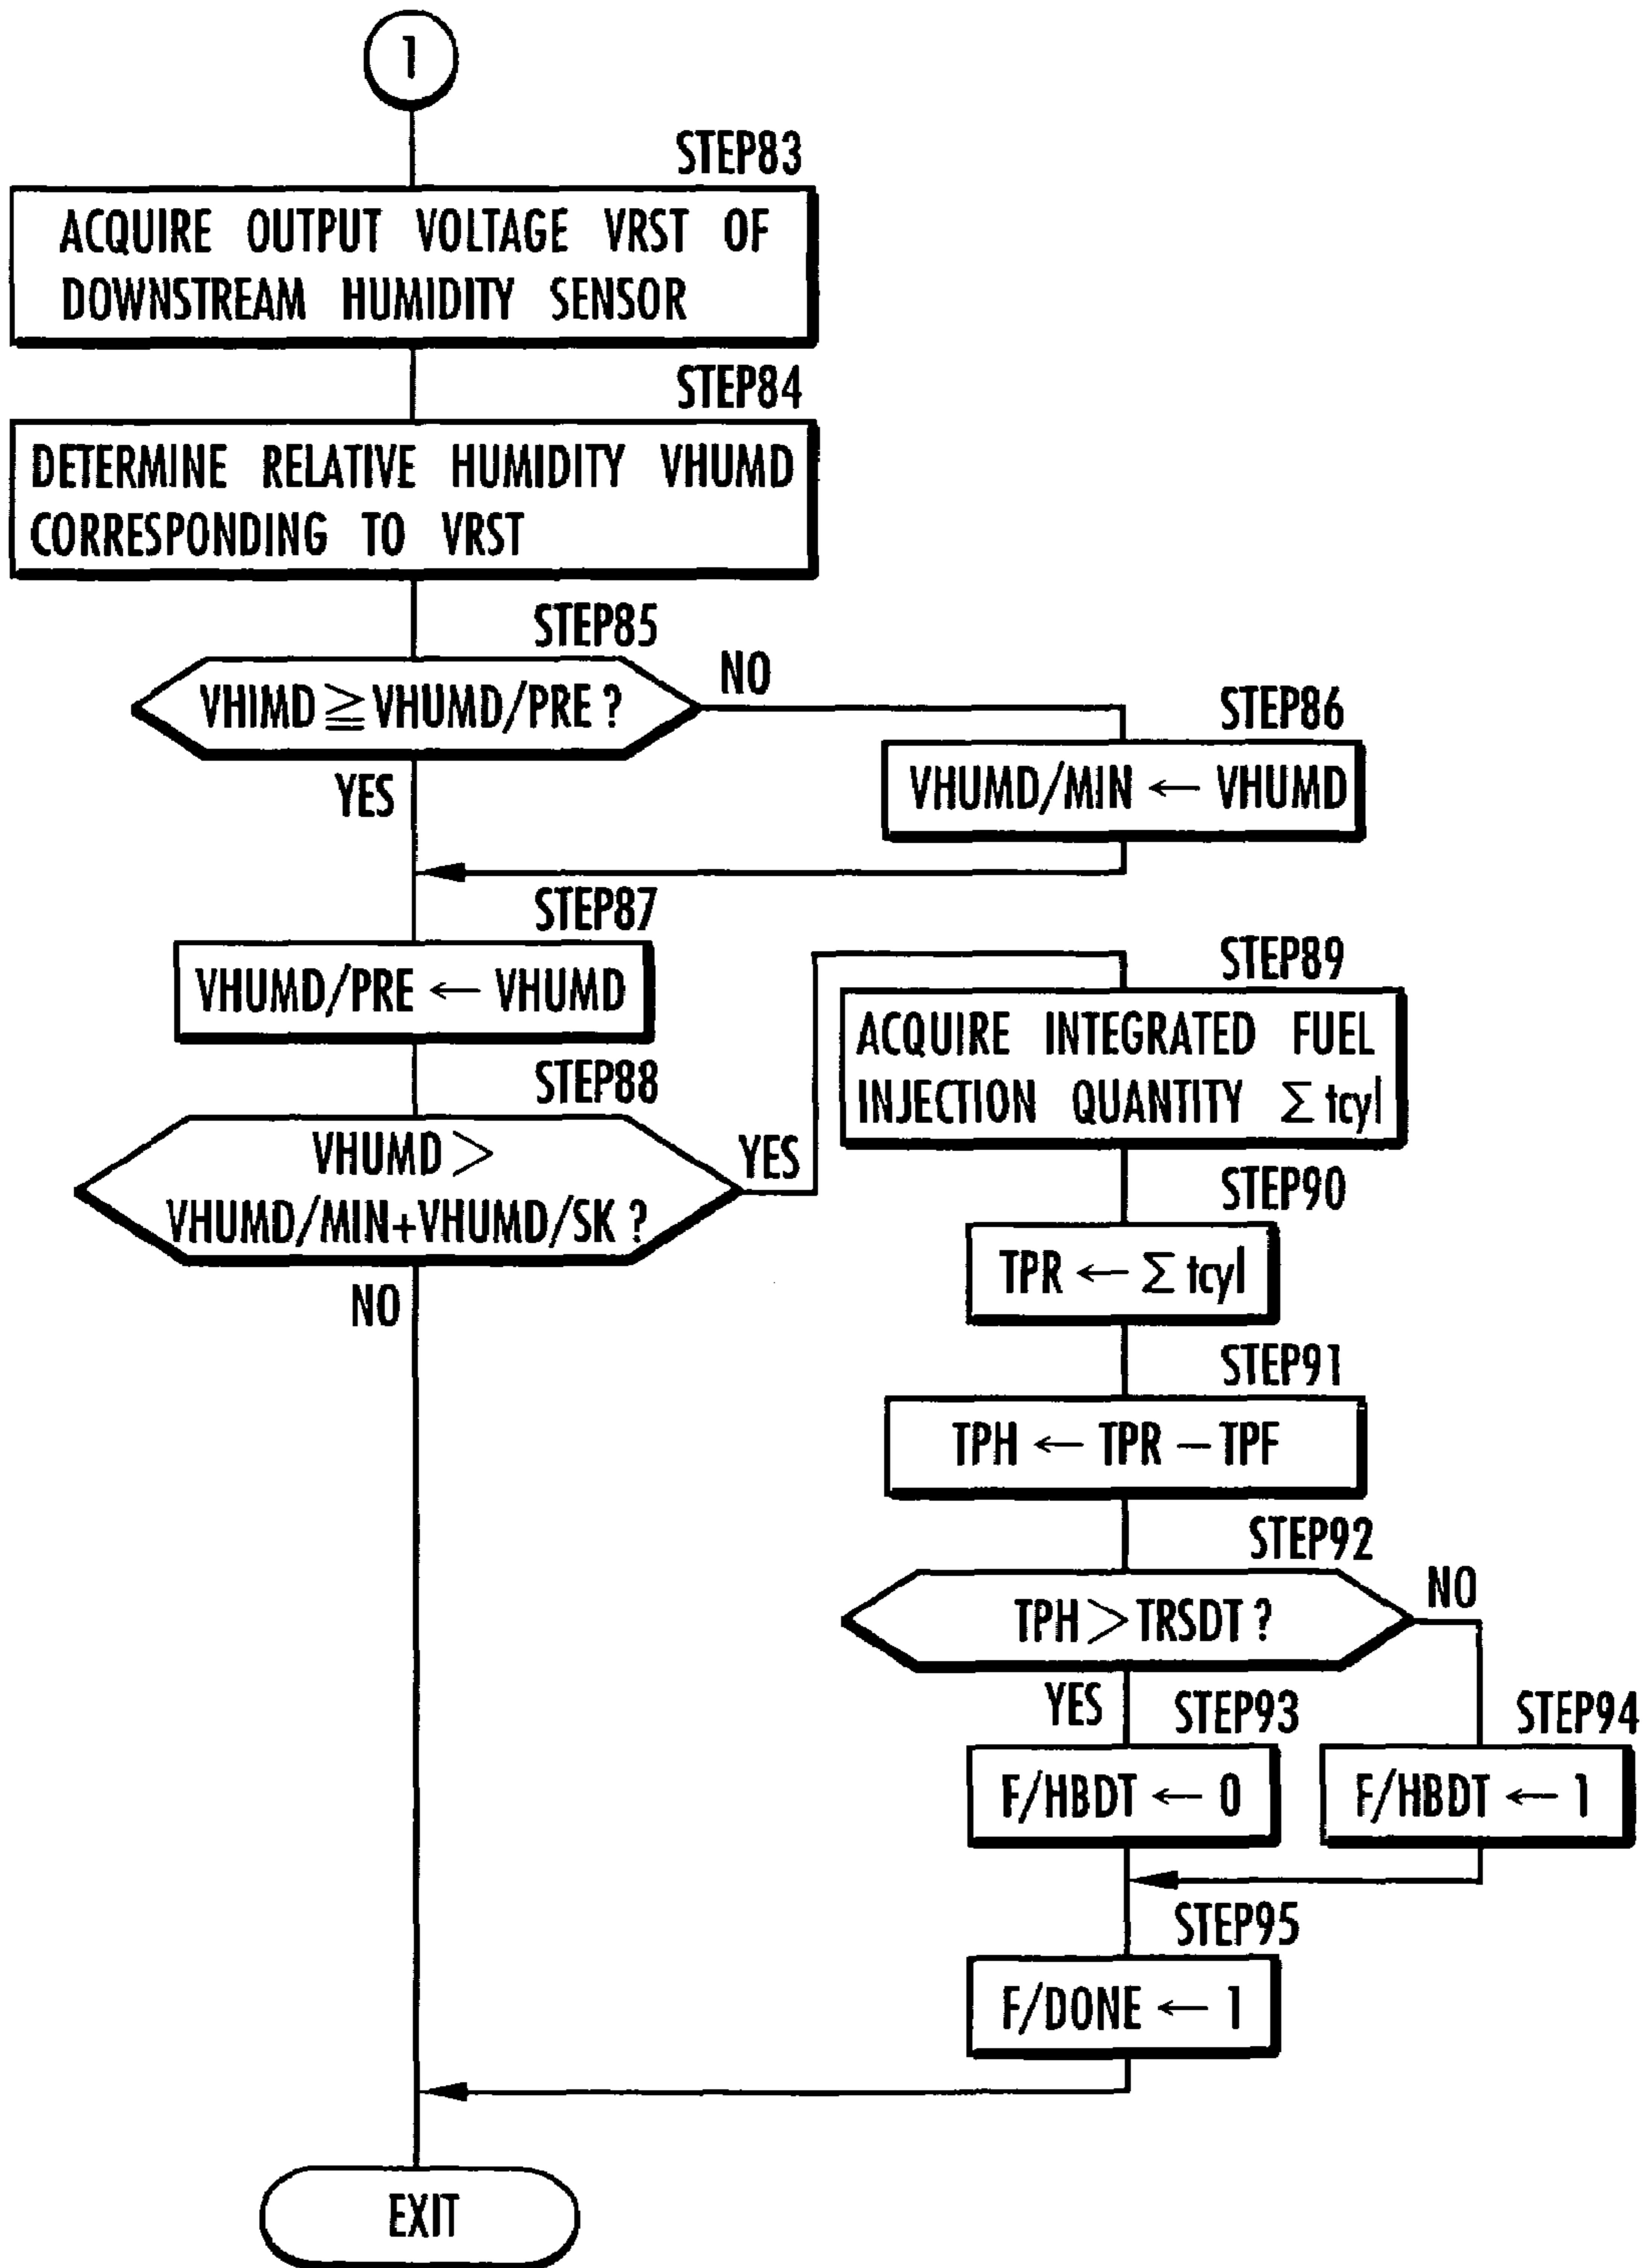 1
STEP83
ACQUIRE OUTPUT VOLTAGE VRST OF
DOWNSTREAM HUMIDITY SENSOR
STEP84
DETERMINE RELATIVE HUMIDITY VHUMD
CORRESPONDING TO VRST
STEP85
VHIMD ≧ VHUMD/PRE ?
NO
YES
STEP86
VHUMD/MIN ← VHUMD
STEP87
VHUMD/PRE ← VHUMD
STEP88
VHUMD >
VHUMD/MIN+VHUMD/SK ?
YES
NO
STEP89
ACQUIRE INTEGRATED FUEL
INJECTION QUANTITY Σ tcyl
STEP90
TPR ← Σ tcyl
STEP91
TPH ← TPR – TPF
STEP92
TPH > TRSDT ?
NO
YES
STEP93
F/HBDT ← 0
STEP94
F/HBDT ← 1
STEP95
F/DONE ← 1
EXIT